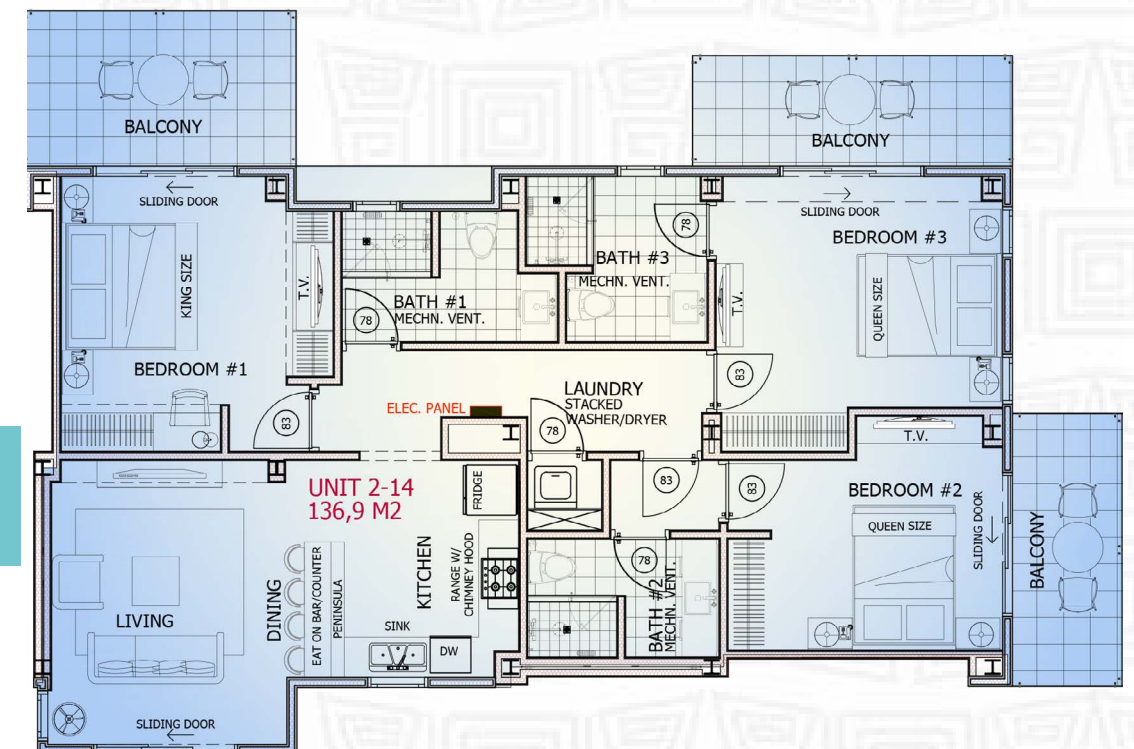 BALCONY
BALCONY
SLIDING DOOR
SLIDING DOOR
BEDROOM #3
KING SIZE
T.V.
BATH #1
MECHN. VENT.
78
BATH #3
MECHN. VENT.
78
T.V.
QUEEN SIZE
BEDROOM #1
83
ELEC. PANEL
LAUNDRY
STACKED
WASHER/DRYER
78
83
T.V.
UNIT 2-14
136,9 M2
FRIDGE
83
83
BEDROOM #2
QUEEN SIZE
SLIDING DOOR
BALCONY
LIVING
DINING
EAT ON BAR/COUNTER
PENINSULA
KITCHEN
RANGE W/
CHIMNEY HOOD
SINK
DW
78
BATH #2
MECHN. VENT.
SLIDING DOOR